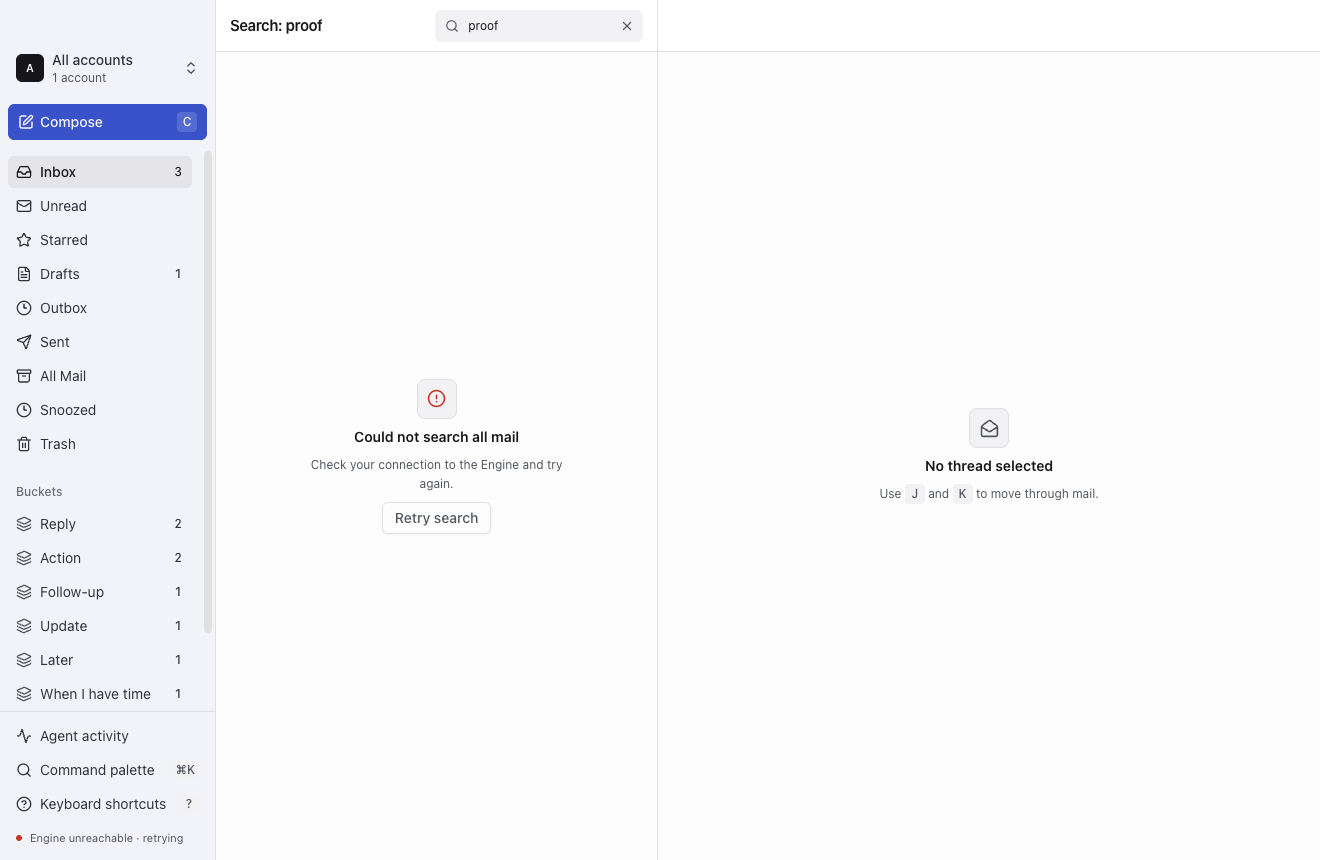 A
All accounts
1 account
Compose C
Inbox 3
Unread
Starred
Drafts 1
Outbox
Sent
All Mail
Snoozed
Trash
Buckets
Reply 2
Action 2
Follow-up 1
Update 1
Later 1
When I have time 1
Agent activity
Command palette ⌘K
Keyboard shortcuts ?
Engine unreachable · retrying
Search: proof
proof
Could not search all mail
Check your connection to the Engine and try
again.
Retry search
No thread selected
Use J and K to move through mail.